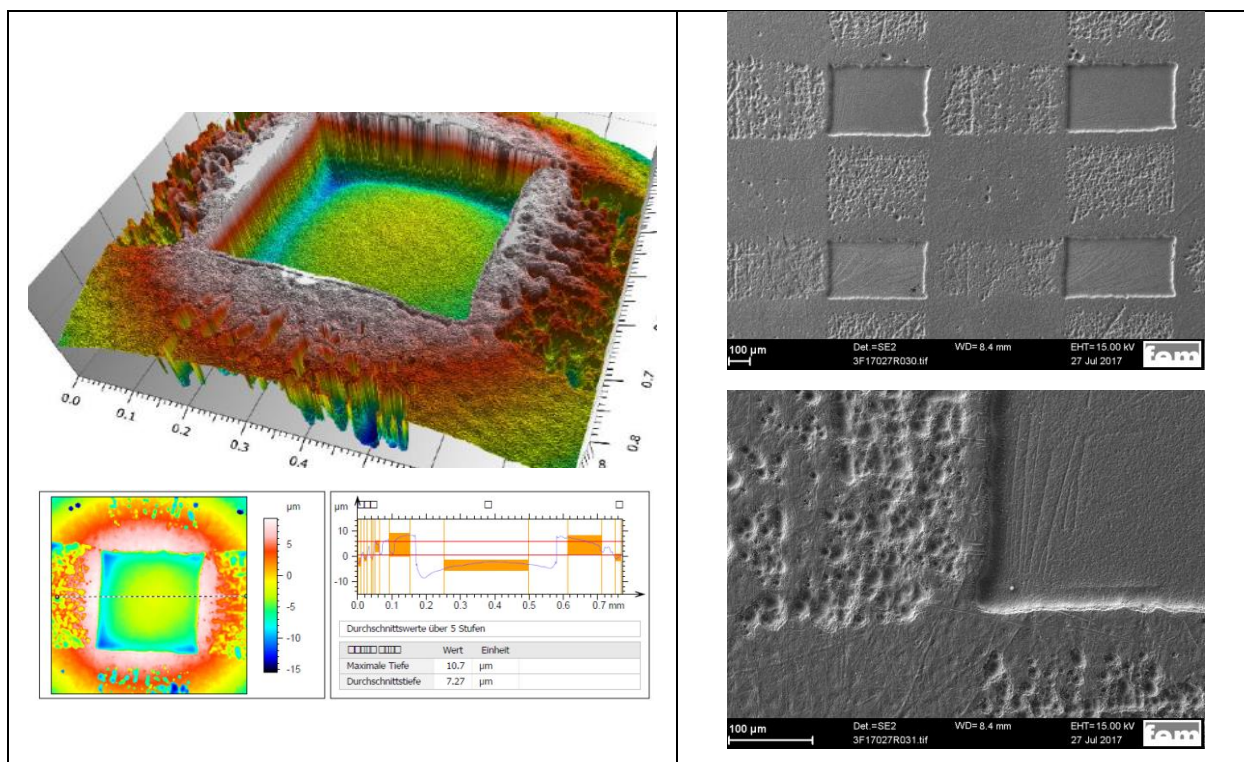 0.0
0.1
0.2
0.3
0.4
0.7
0.8
µm
5
0
-5
-10
-15
µm
10
0
-10
0.0 0.1 0.2 0.3 0.4 0.5 0.6 0.7 mm
Durchschnittswerte über 5 Stufen
Wert Einheit
Maximale Tiefe 10.7 µm
Durchschnittstiefe 7.27 µm
100 µm Det.=SE2 WD= 8.4 mm EHT= 15.00 kV
3F17027R030.tif 27 Jul 2017 fem
100 µm Det.=SE2 WD= 8.4 mm EHT= 15.00 kV
3F17027R031.tif 27 Jul 2017 fem